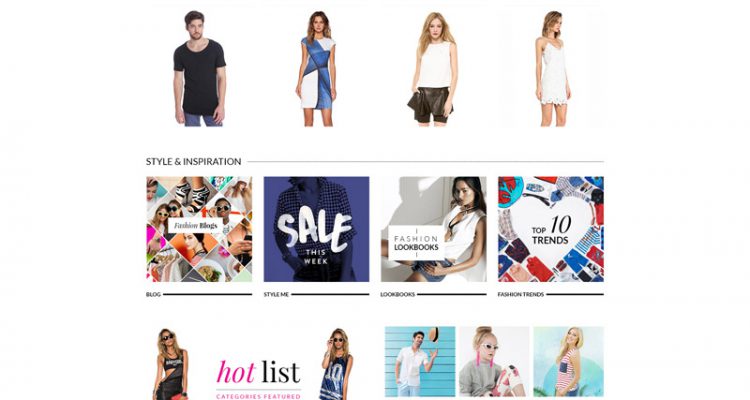 STYLE & INSPIRATION
Fashion Blogs
SALE
THIS
WEEK
FASHION
LOOKBOOKS
TOP 10
TRENDS
BLOG
STYLE ME
LOOKBOOKS
FASHION TRENDS
hot list
CATEGORIES FEATURED